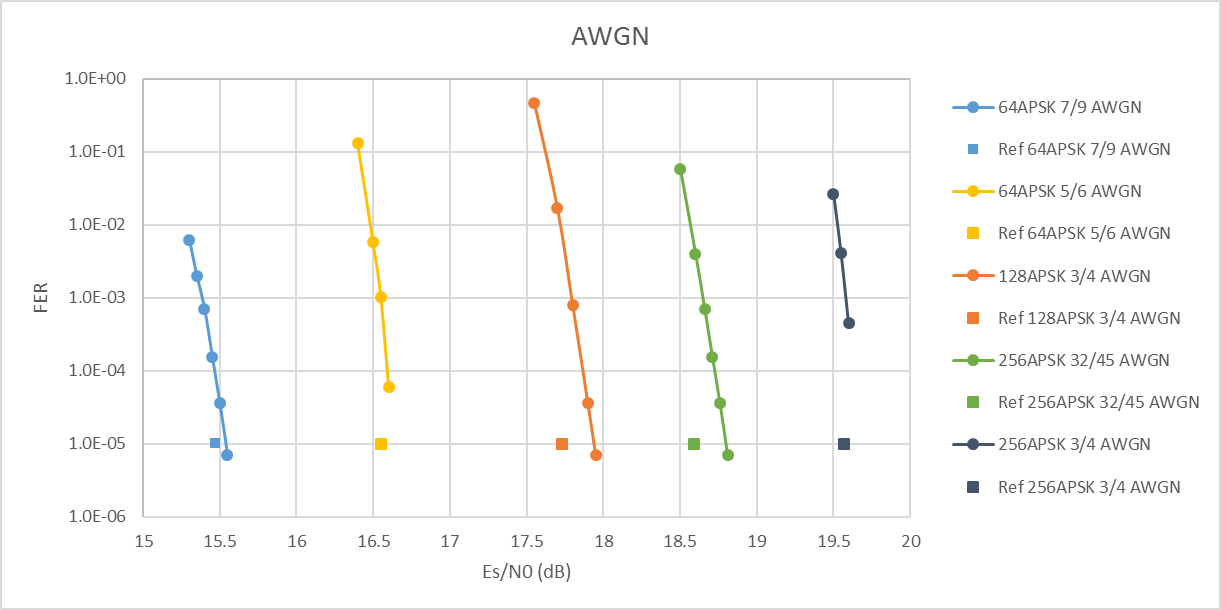 AWGN
1.0E+00
1.0E-01
1.0E-02
1.0E-03
1.0E-04
1.0E-05
1.0E-06
FER
15 15.5 16 16.5 17 17.5 18 18.5 19 19.5 20
Es/N0 (dB)
64APSK 7/9 AWGN
Ref 64APSK 7/9 AWGN
64APSK 5/6 AWGN
Ref 64APSK 5/6 AWGN
128APSK 3/4 AWGN
Ref 128APSK 3/4 AWGN
256APSK 32/45 AWGN
Ref 256APSK 32/45 AWGN
256APSK 3/4 AWGN
Ref 256APSK 3/4 AWGN